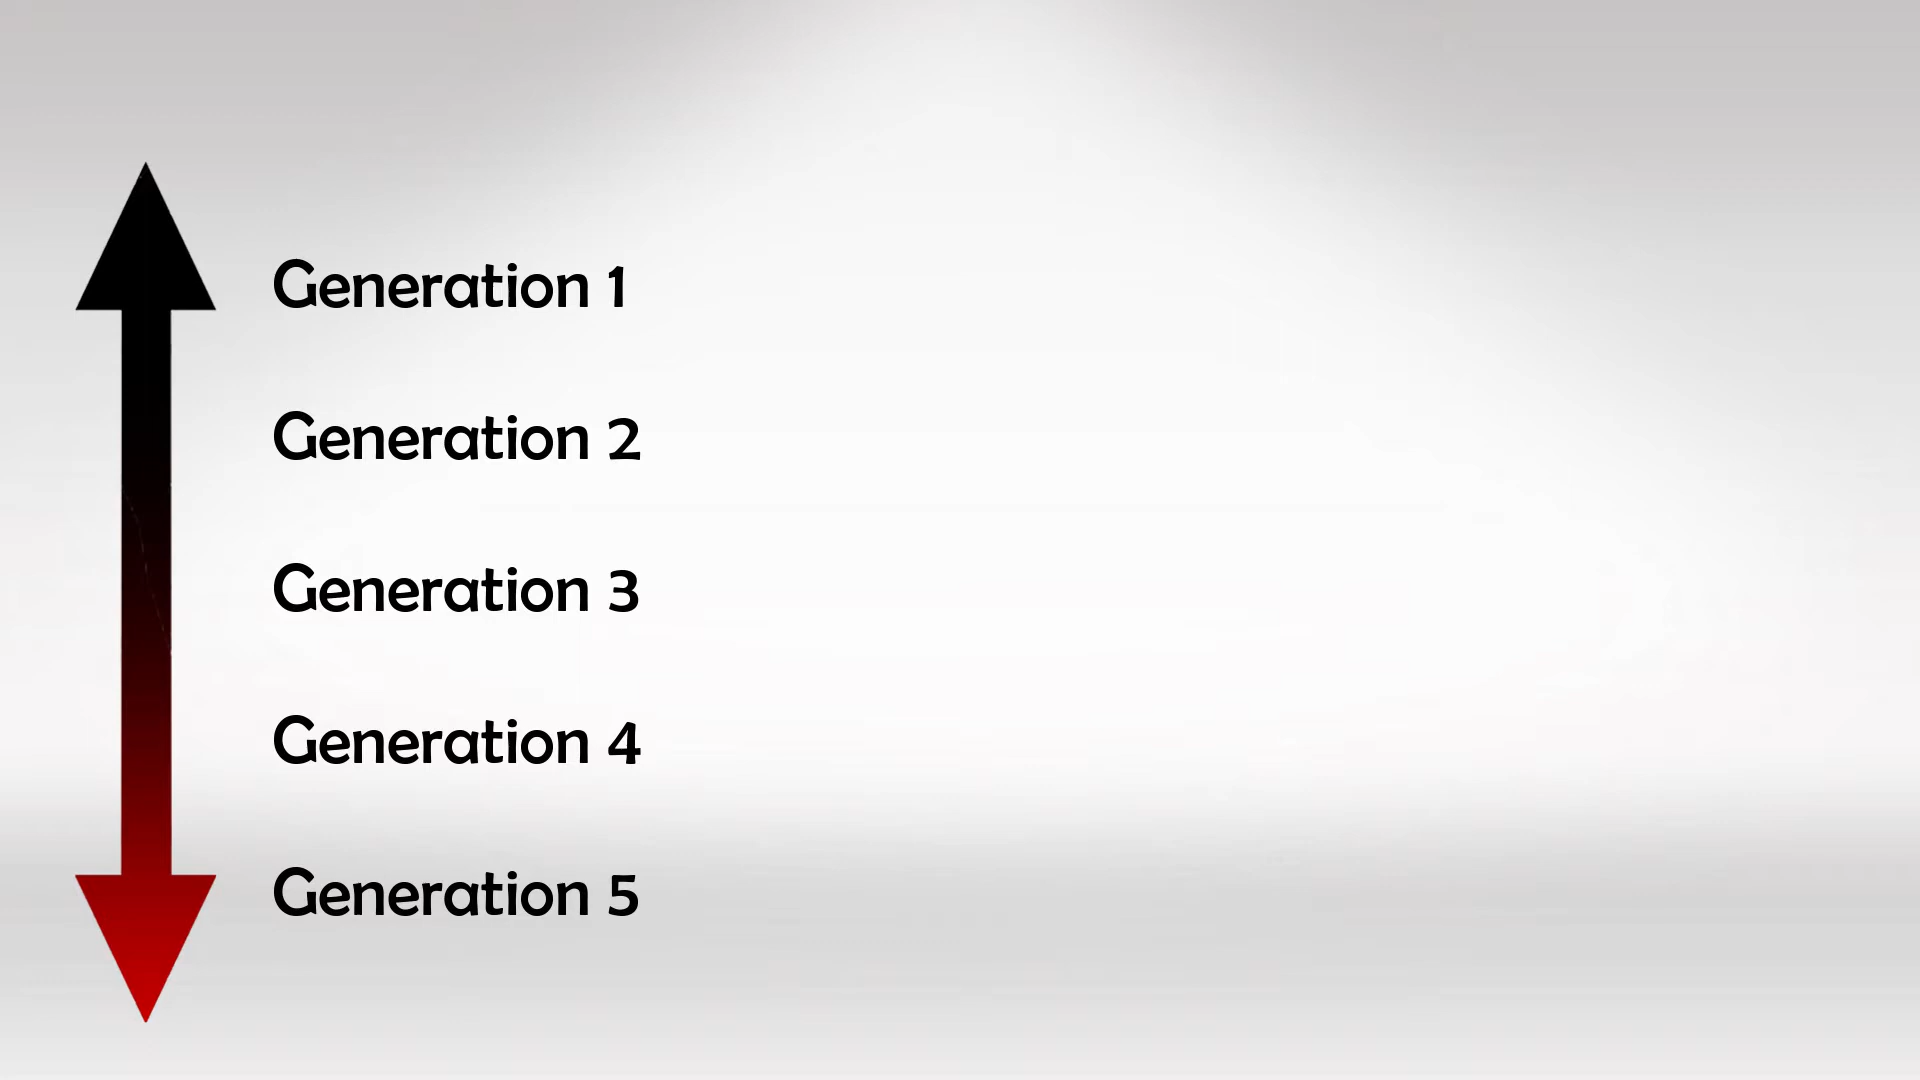 Generation 1
Generation 2
Generation 3
Generation 4
Generation 5